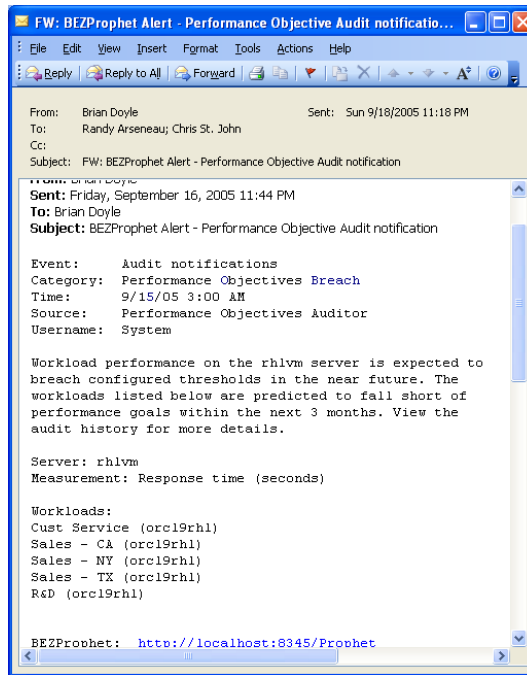 FW: BEZProphet Alert - Performance Objective Audit notificatio...
File Edit View Insert Format Tools Actions Help
Reply Reply to All Forward
From: Brian Doyle Sent: Sun 9/18/2005 11:18 PM
To: Randy Arseneau; Chris St. John
Cc:
Subject: FW: BEZProphet Alert - Performance Objective Audit notification
From: Brian Doyle
Sent: Friday, September 16, 2005 11:44 PM
To: Brian Doyle
Subject: BEZProphet Alert - Performance Objective Audit notification
Event: Audit notifications
Category: Performance Objectives Breach
Time: 9/15/05 3:00 AM
Source: Performance Objectives Auditor
Username: System
Workload performance on the rhlvm server is expected to
breach configured thresholds in the near future. The
workloads listed below are predicted to fall short of
performance goals within the next 3 months. View the
audit history for more details.
Server: rhlvm
Measurement: Response time (seconds)
Workloads:
Cust Service (orcl9rhl)
Sales - CA (orcl9rhl)
Sales - NY (orcl9rhl)
Sales - TX (orcl9rhl)
R&D (orcl9rhl)
BEZProphet: http://localhost:8345/Prophet